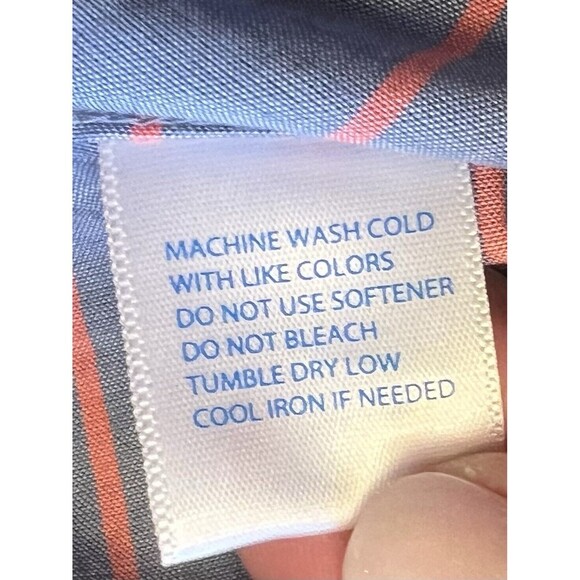 MACHINE WASH COLD
WITH LIKE COLORS
DO NOT USE SOFTENER
DO NOT BLEACH
TUMBLE DRY LOW
COOL IRON IF NEEDED